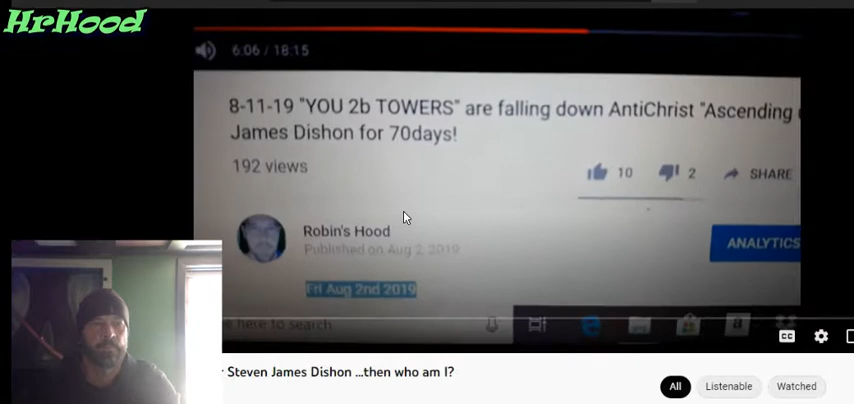 HrHood
6:06 / 18:15
8-11-19 "YOU 2b TOWERS" are falling down AntiChrist "Ascending
James Dishon for 70days!
192 views
10 2 SHARE
Robin's Hood
Published on Aug 2, 2019
ANALYTICS
Fri Aug 2nd 2019
here to search
a
CC
Steven James Dishon ...then who am I?
All Listenable Watched